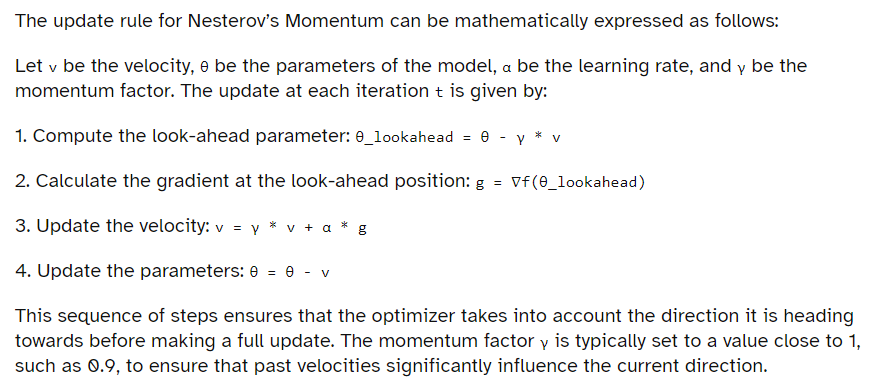 The update rule for Nesterov’s Momentum can be mathematically expressed as follows:
Let v be the velocity, θ be the parameters of the model, α be the learning rate, and γ be the
momentum factor. The update at each iteration t is given by:
1. Compute the look-ahead parameter: θ_lookahead = θ - γ * v
2. Calculate the gradient at the look-ahead position: g = ∇f(θ_lookahead)
3. Update the velocity: v = γ * v + α * g
4. Update the parameters: θ = θ - v
This sequence of steps ensures that the optimizer takes into account the direction it is heading
towards before making a full update. The momentum factor γ is typically set to a value close to 1,
such as 0.9, to ensure that past velocities significantly influence the current direction.